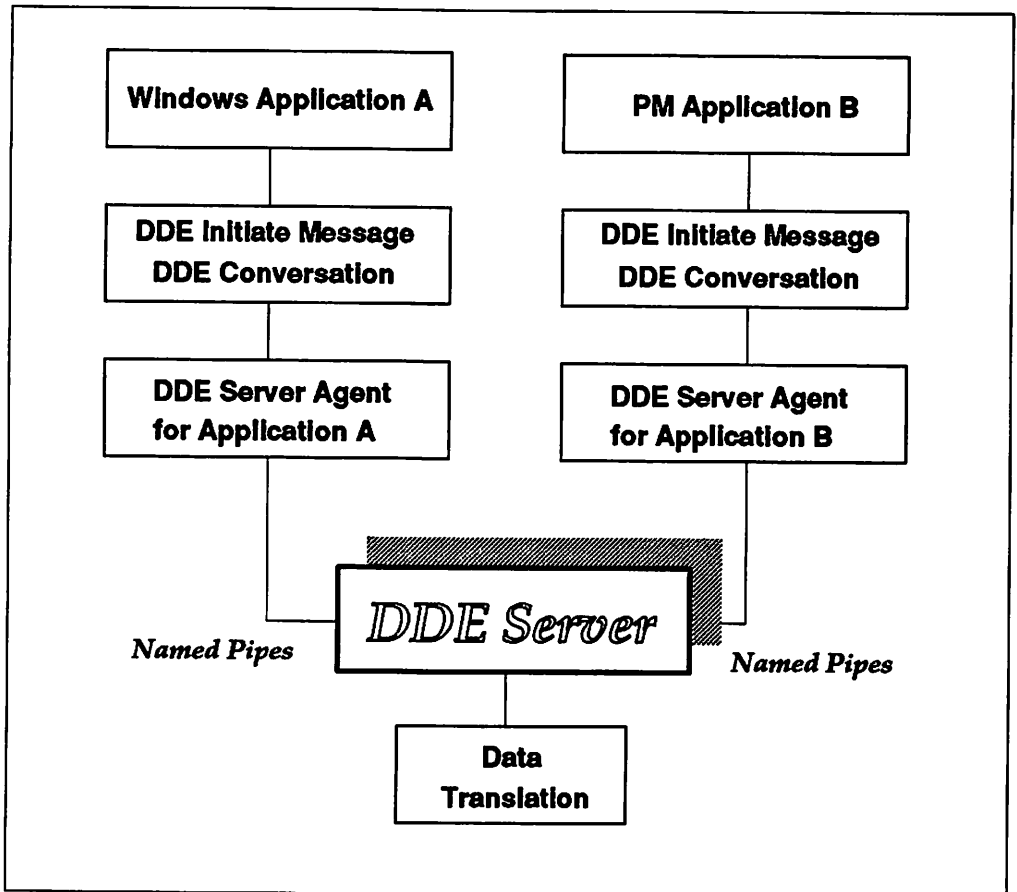 Windows Application A
PM Application B
DDE Initiate Message
DDE Conversation
DDE Initiate Message
DDE Conversation
DDE Server Agent
for Application A
DDE Server Agent
for Application B
DDE Server
Named Pipes
Named Pipes
Data
Translation